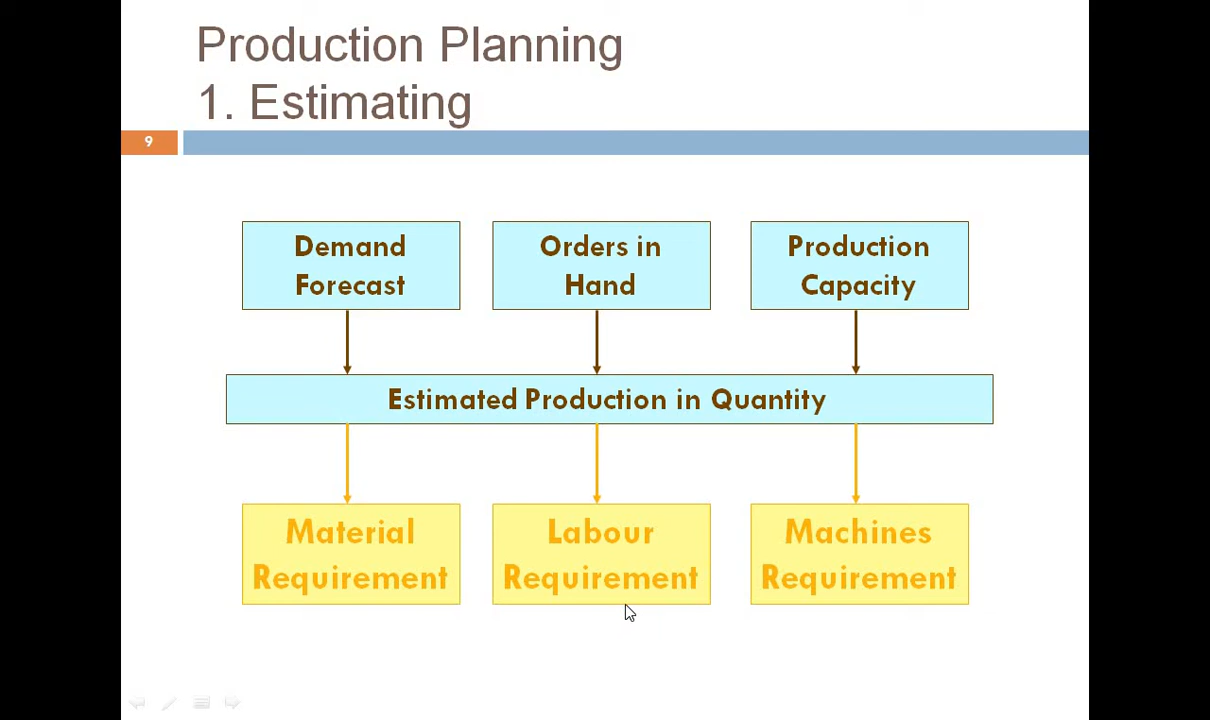 Production Planning
1. Estimating
9
Demand
Forecast
Orders in
Hand
Production
Capacity
Estimated Production in Quantity
Material
Requirement
Labour
Requirement
Machines
Requirement